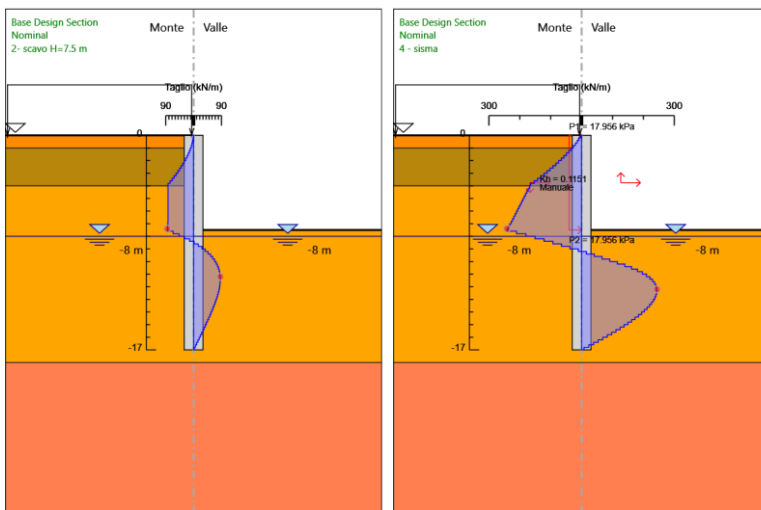 Base Design Section
Nominal
2- scavo H=7.5 m
Monte
Valle
Taglio (kN/m)
90
90
0
-8 m
-8 m
-17
Base Design Section
Nominal
4 - sisma
Monte
Valle
Taglio (kN/m)
300
300
P1 = 17.956 kPa
0
Kh = 0.1151
Manuale
P2 = 17.956 kPa
-8 m
-8 m
-17